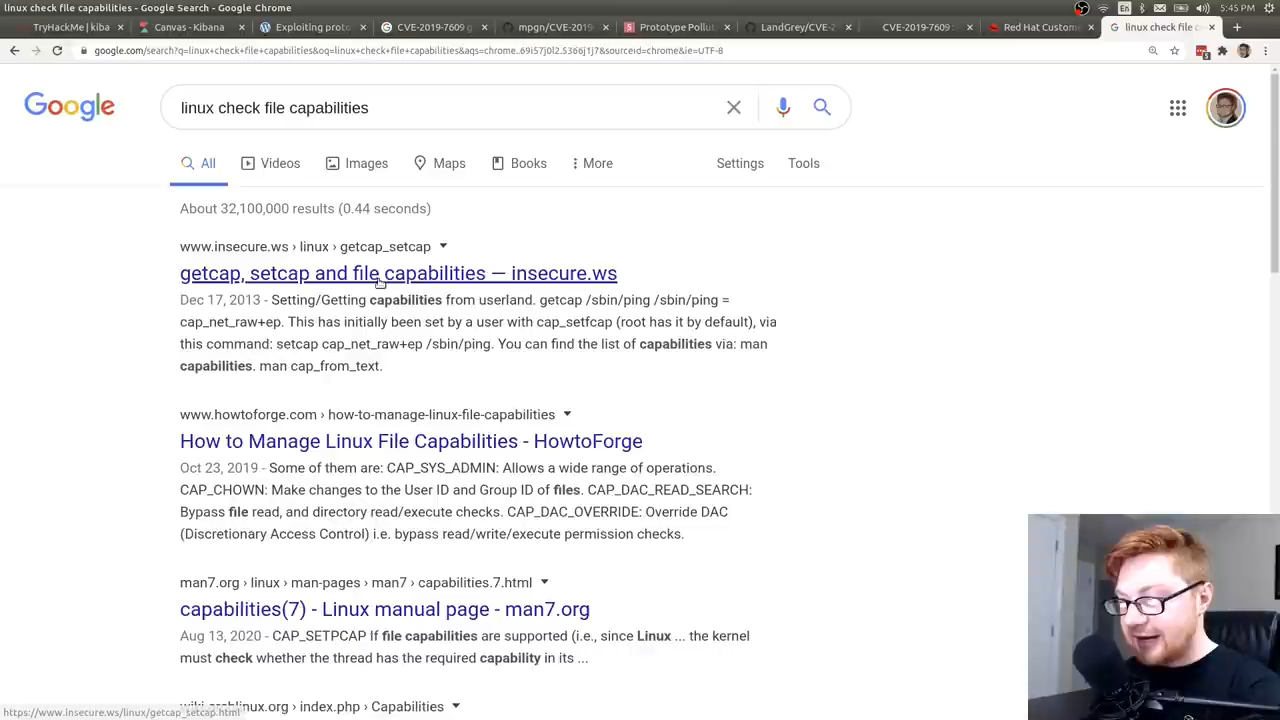 linux check file capabilities - Google Search - Google Chrome
En
5:45 PM
TryHackMe | kiba
Canvas - Kibana
Exploiting proto
CVE-2019-7609 g
mpgn/CVE-2019
Prototype Pollut
LandGrey/CVE-2
CVE-2019-7609
Red Hat Custome
linux check file c
google.com/search?q=linux+check+file+capabilities&oq=linux+check+file+capabilities&aqs=chrome..69i57j0l2.5366j1j7&sourceid=chrome&ie=UTF-8
Google
linux check file capabilities
All
Videos
Images
Maps
Books
More
Settings
Tools
About 32,100,000 results (0.44 seconds)
www.insecure.ws › linux › getcap_setcap
getcap, setcap and file capabilities — insecure.ws
Dec 17, 2013 - Setting/Getting capabilities from userland. getcap /sbin/ping /sbin/ping =
cap_net_raw+ep. This has initially been set by a user with cap_setfcap (root has it by default), via
this command: setcap cap_net_raw+ep /sbin/ping. You can find the list of capabilities via: man
capabilities. man cap_from_text.
www.howtoforge.com › how-to-manage-linux-file-capabilities
How to Manage Linux File Capabilities - HowtoForge
Oct 23, 2019 - Some of them are: CAP_SYS_ADMIN: Allows a wide range of operations.
CAP_CHOWN: Make changes to the User ID and Group ID of files. CAP_DAC_READ_SEARCH:
Bypass file read, and directory read/execute checks. CAP_DAC_OVERRIDE: Override DAC
(Discretionary Access Control) i.e. bypass read/write/execute permission checks.
man7.org › linux › man-pages › man7 › capabilities.7.html
capabilities(7) - Linux manual page - man7.org
Aug 13, 2020 - CAP_SETPCAP If file capabilities are supported (i.e., since Linux ... the kernel
must check whether the thread has the required capability in its ...
wiki.archlinux.org › index.php › Capabilities
https://www.insecure.ws/linux/getcap_setcap.html